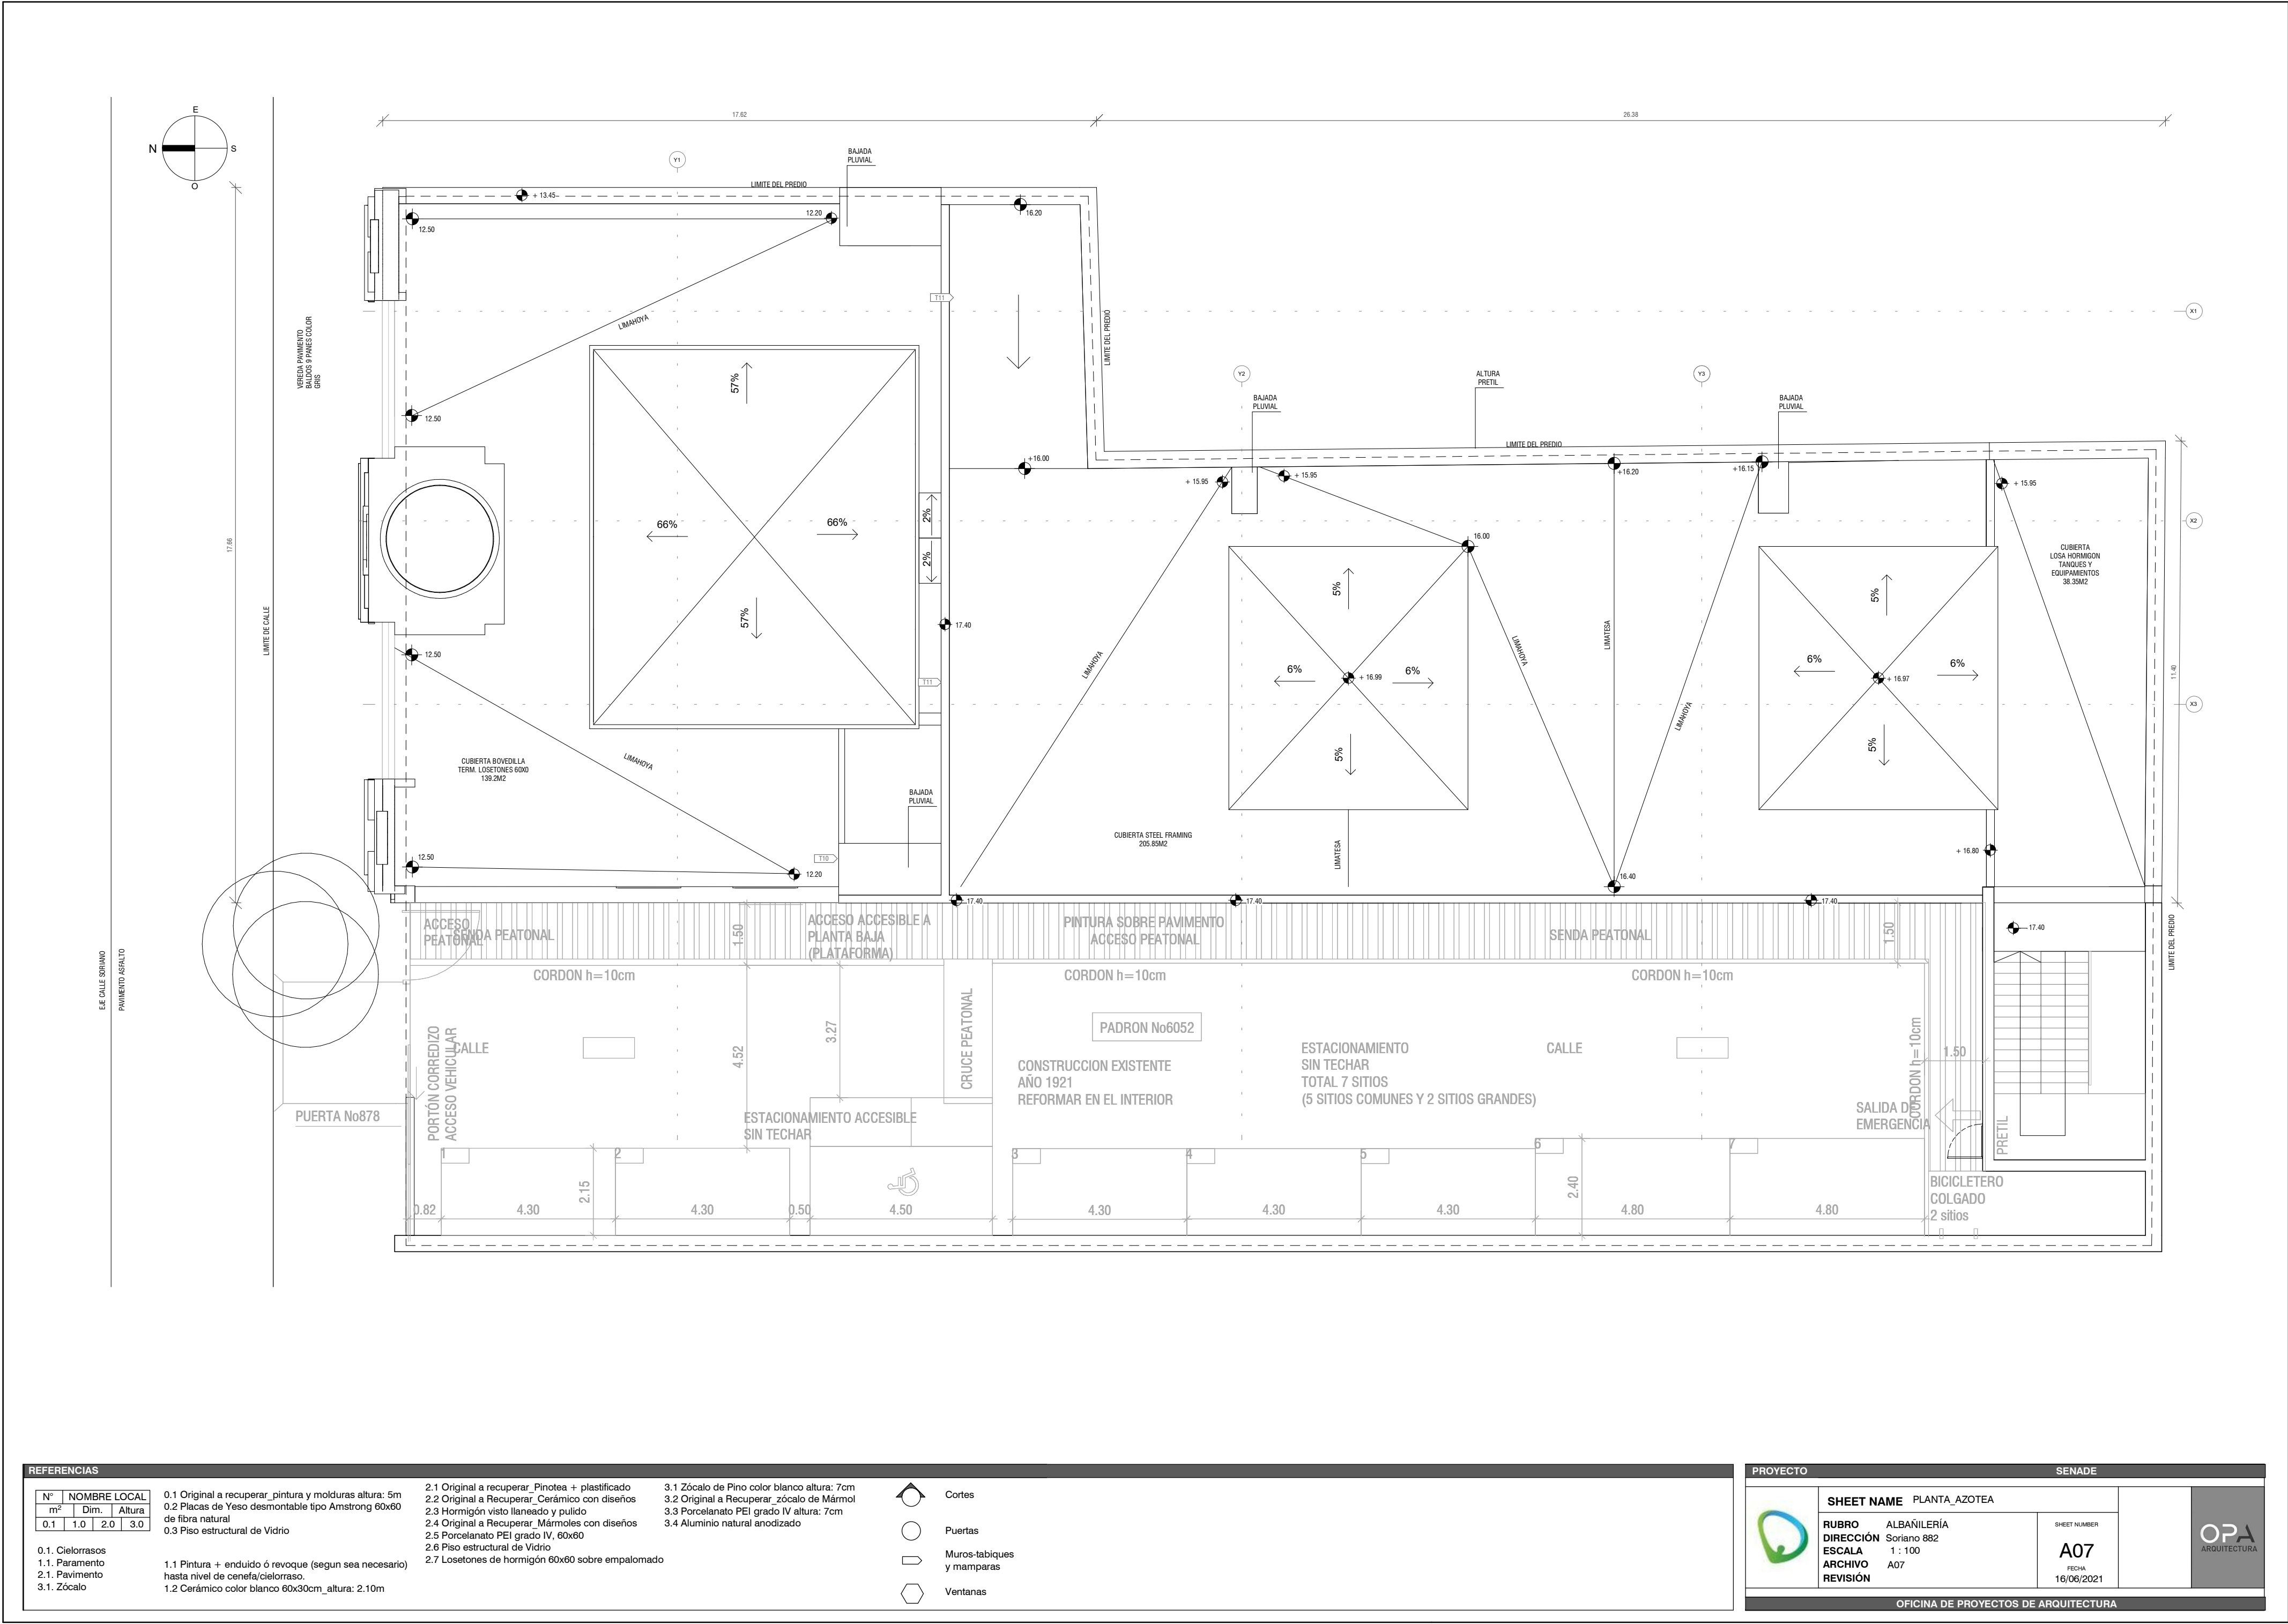 E
N
S
O
17.62
26.38
Y1
BAJADA
PLUVIAL
LIMITE DEL PREDIO
+ 13.45
12.20
16.20
12.50
T11
LIMAHOYA
X1
VEREDA PAVIMENTO
BALDOS 9 PANES COLOR
GRIS
LIMITE DEL PREDIO
57%
Y2
ALTURA
PRETIL
Y3
BAJADA
PLUVIAL
BAJADA
PLUVIAL
12.50
LIMITE DEL PREDIO
+16.00
+16.20
+16.15
+ 15.95
+ 15.95
+ 15.95
66%
66%
2%
2%
X2
17.66
16.00
CUBIERTA
LOSA HORMIGON
TANQUES Y
EQUIPAMIENTOS
38.35M2
5%
5%
57%
17.40
LIMITE DE CALLE
LIMAHOYA
LIMAHOYA
LIMATESA
12.50
6%
6%
6%
6%
+ 16.99
+ 16.97
11.40
T11
X3
LIMAHOYA
5%
5%
CUBIERTA BOVEDILLA
TERM. LOSETONES 60X0
139.2M2
LIMAHOYA
BAJADA
PLUVIAL
CUBIERTA STEEL FRAMING
205.85M2
LIMATESA
+ 16.80
12.50
T10
12.20
16.40
17.40
17.40
17.40
ACCESO
PEATONAL
SENDA PEATONAL
1.50
ACCESO ACCESIBLE A
PLANTA BAJA
(PLATAFORMA)
PINTURA SOBRE PAVIMENTO
ACCESO PEATONAL
SENDA PEATONAL
1.50
17.40
LIMITE DEL PREDIO
CORDON h=10cm
CORDON h=10cm
CORDON h=10cm
EJE CALLE SORIANO
PAVIMENTO ASFALTO
CRUCE PEATONAL
PADRON No6052
3.27
4.52
PORTÓN CORREDIZO
ACCESO VEHICULAR
CALLE
CONSTRUCCION EXISTENTE
AÑO 1921
REFORMAR EN EL INTERIOR
ESTACIONAMIENTO
SIN TECHAR
TOTAL 7 SITIOS
(5 SITIOS COMUNES Y 2 SITIOS GRANDES)
CALLE
CORDON h=10cm
1.50
PUERTA No878
ESTACIONAMIENTO ACCESIBLE
SIN TECHAR
SALIDA DE
EMERGENCIA
PRETIL
1
2
3
4
5
6
7
2.15
2.40
BICICLETERO
COLGADO
2 sitios
0.82
4.30
4.30
0.50
4.50
4.30
4.30
4.30
4.80
4.80
REFERENCIAS
N° NOMBRE LOCAL
m² Dim. Altura
0.1 1.0 2.0 3.0
0.1. Cielorrasos
1.1. Paramento
2.1. Pavimento
3.1. Zócalo
0.1 Original a recuperar_pintura y molduras altura: 5m
0.2 Placas de Yeso desmontable tipo Amstrong 60x60
de fibra natural
0.3 Piso estructural de Vidrio
1.1 Pintura + enduido ó revoque (segun sea necesario)
hasta nivel de cenefa/cielorraso.
1.2 Cerámico color blanco 60x30cm_altura: 2.10m
2.1 Original a recuperar_Pinotea + plastificado
2.2 Original a Recuperar_Cerámico con diseños
2.3 Hormigón visto llaneado y pulido
2.4 Original a Recuperar_Mármoles con diseños
2.5 Porcelanato PEI grado IV, 60x60
2.6 Piso estructural de Vidrio
2.7 Losetones de hormigón 60x60 sobre empalomado
3.1 Zócalo de Pino color blanco altura: 7cm
3.2 Original a Recuperar_zócalo de Mármol
3.3 Porcelanato PEI grado IV altura: 7cm
3.4 Aluminio natural anodizado
Cortes
Puertas
Muros-tabiques
y mamparas
Ventanas
PROYECTO SENADE
SHEET NAME PLANTA_AZOTEA
RUBRO ALBAÑILERÍA
DIRECCIÓN Soriano 882
ESCALA 1 : 100
ARCHIVO A07
REVISIÓN
SHEET NUMBER
A07
FECHA
16/06/2021
OPA
ARQUITECTURA
OFICINA DE PROYECTOS DE ARQUITECTURA